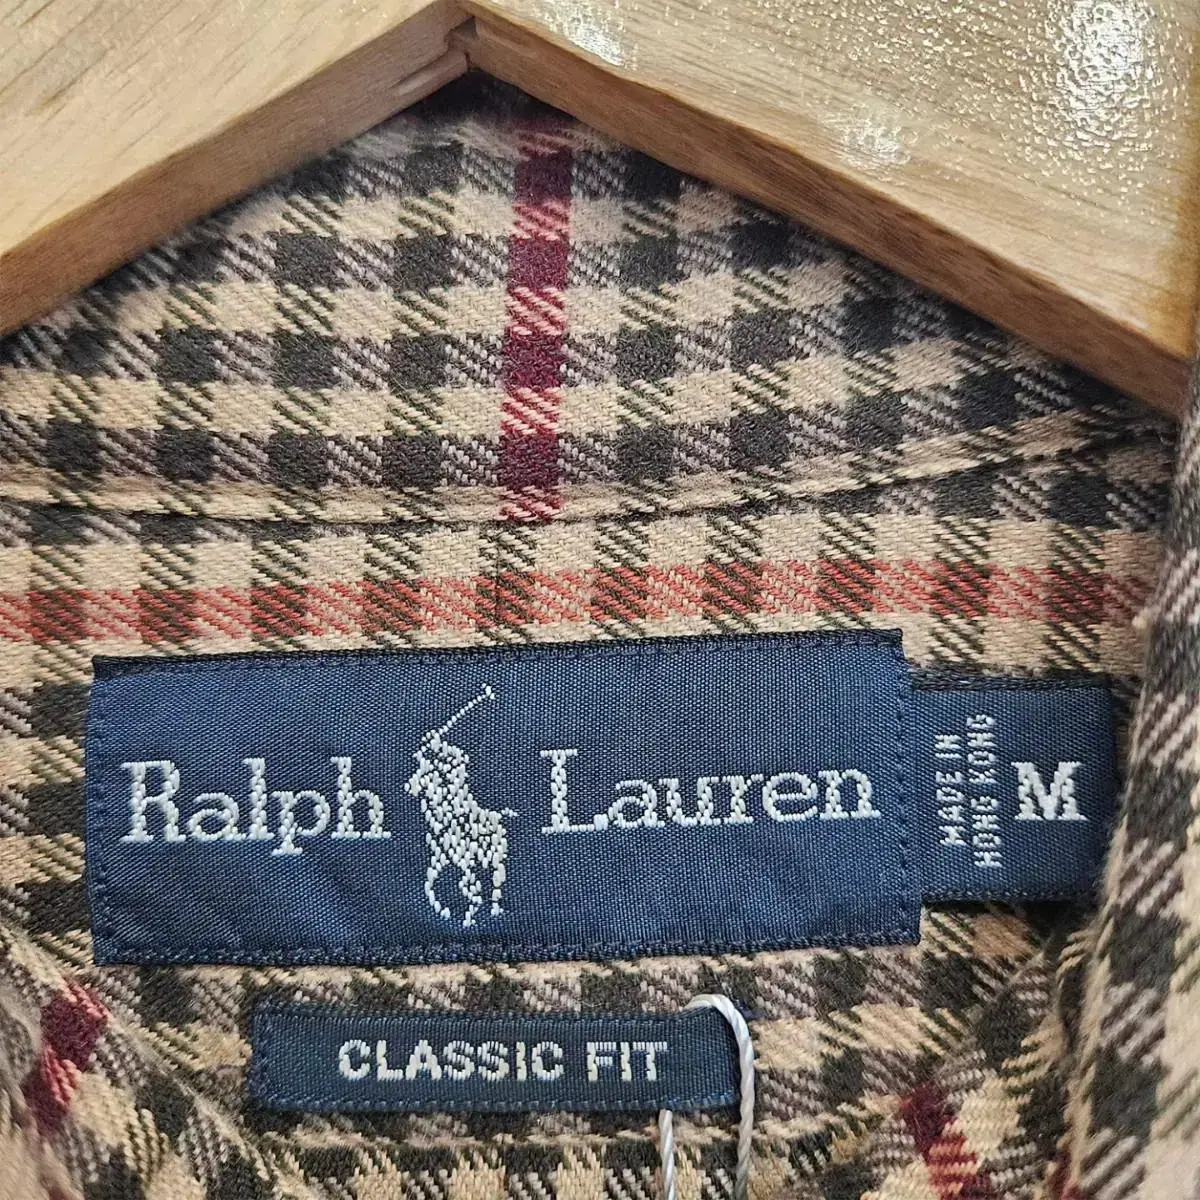 Ralph Lauren
MADE IN
HONG KONG
M
CLASSIC FIT